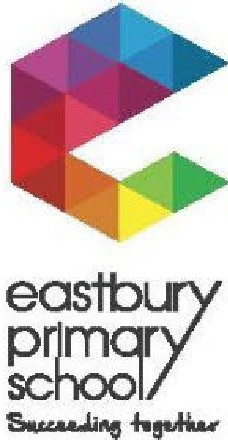 eastbury
primary
school
Succeeding together